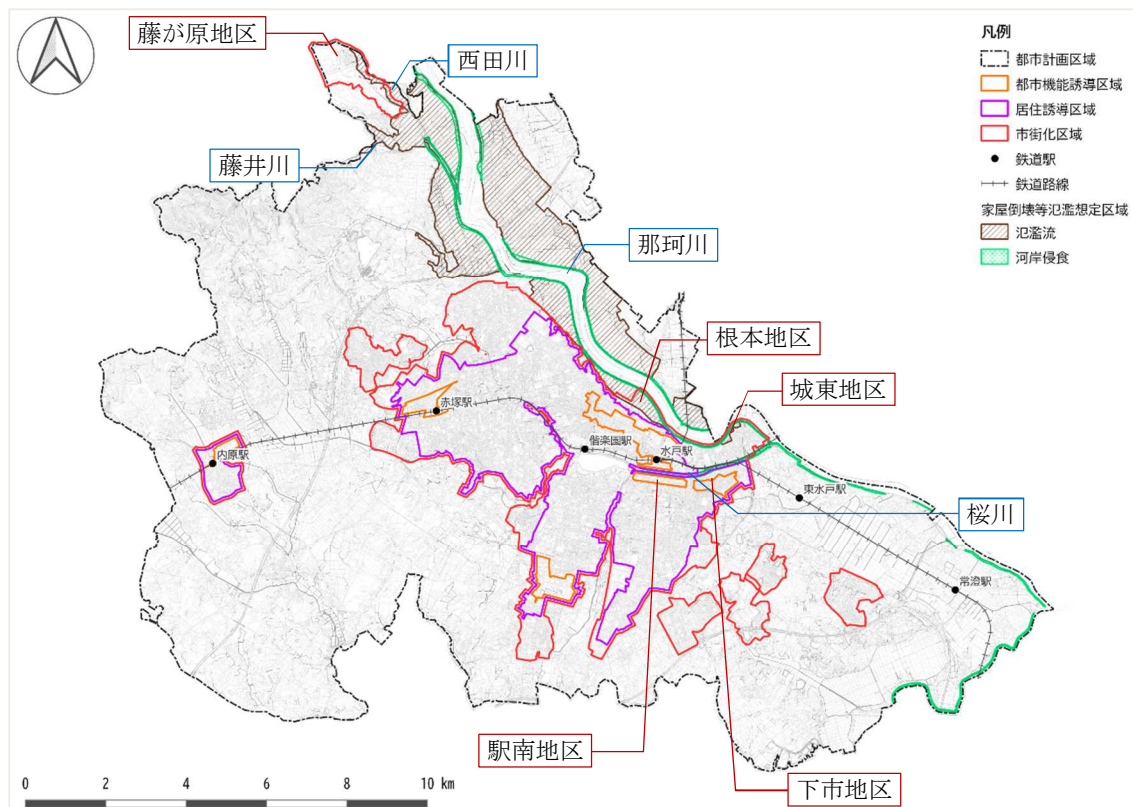 藤が原地区
西田川
藤井川
那珂川
根本地区
城東地区
赤塚駅
内原駅
偕楽園駅
水戸駅
東水戸駅
桜川
常澄駅
駅南地区
下市地区
凡例
都市計画区域
都市機能誘導区域
居住誘導区域
市街化区域
鉄道駅
鉄道路線
家屋倒壊等氾濫想定区域
氾濫流
河岸侵食
0 2 4 6 8 10 km